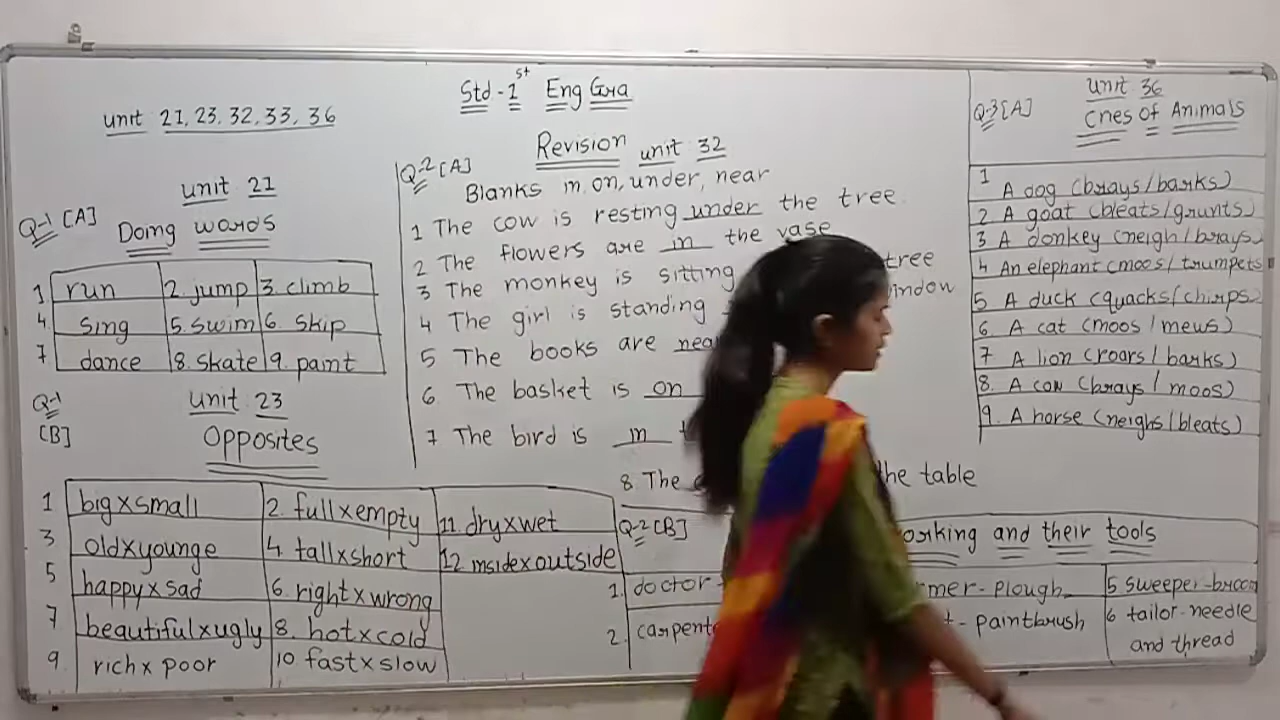 Std - 1st Eng Gra
unit 21, 23, 32, 33, 36
Revision
unit 21
Q-1 [A]
Doing words
1 run 2. jump 3. climb
4 sing 5. swim 6. skip
7 dance 8. skate 9. paint
Q-1 [B]
unit 23
Opposites
1 big x small 2. full x empty 11. dry x wet
3 old x younge 4. tall x short 12 inside x outside
5 happy x sad 6. right x wrong
7 beautiful x ugly 8. hot x cold
9. rich x poor 10. fast x slow
unit 32
Q-2 [A]
Blanks in, on, under, near
1 The cow is resting under the tree
2 The flowers are in the vase
3 The monkey is sitting tree
4 The girl is standing
5 The books are
6 The basket is on
7 The bird is in
8. The the table
Q-2 [B]
and their tools
1. doctor - plough 5 sweeper - broom
2. - paintbrush 6 tailor - needle
and thread
unit 36
Q-3 [A]
Cries of Animals
1 A dog (brays / barks)
2 A goat (bleats / grunts)
3 A donkey (neigh / brays
4 An elephant (moos / trumpets
5 A duck (quacks / chirps)
6 A cat (moos / mews)
7 A lion (roars / barks)
8. A cow (brays / moos)
9. A horse (neighs / bleats)